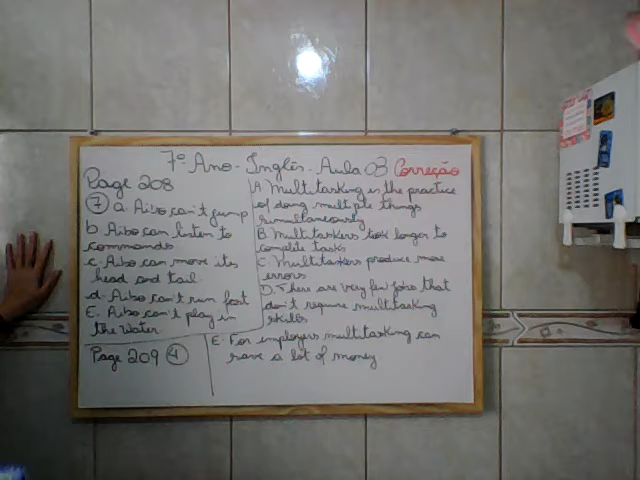 7º Ano - Inglês - Aula 03 Correção
Page 208
7 a. Aibo can't jump
b Aibo can listen to
commands
c. Aibo can move its
head and tail
d. Aibo can't run fast
E. Aibo can't play in
the water
Page 209 4
A Multitasking is the practice
of doing multiple things
simultaneously
B. Multitaskers took longer to
complete tasks
C. Multitaskers produce more
errors
D. There are very few jobs that
don't require multitasking
skills
E. For employers multitasking can
save a lot of money